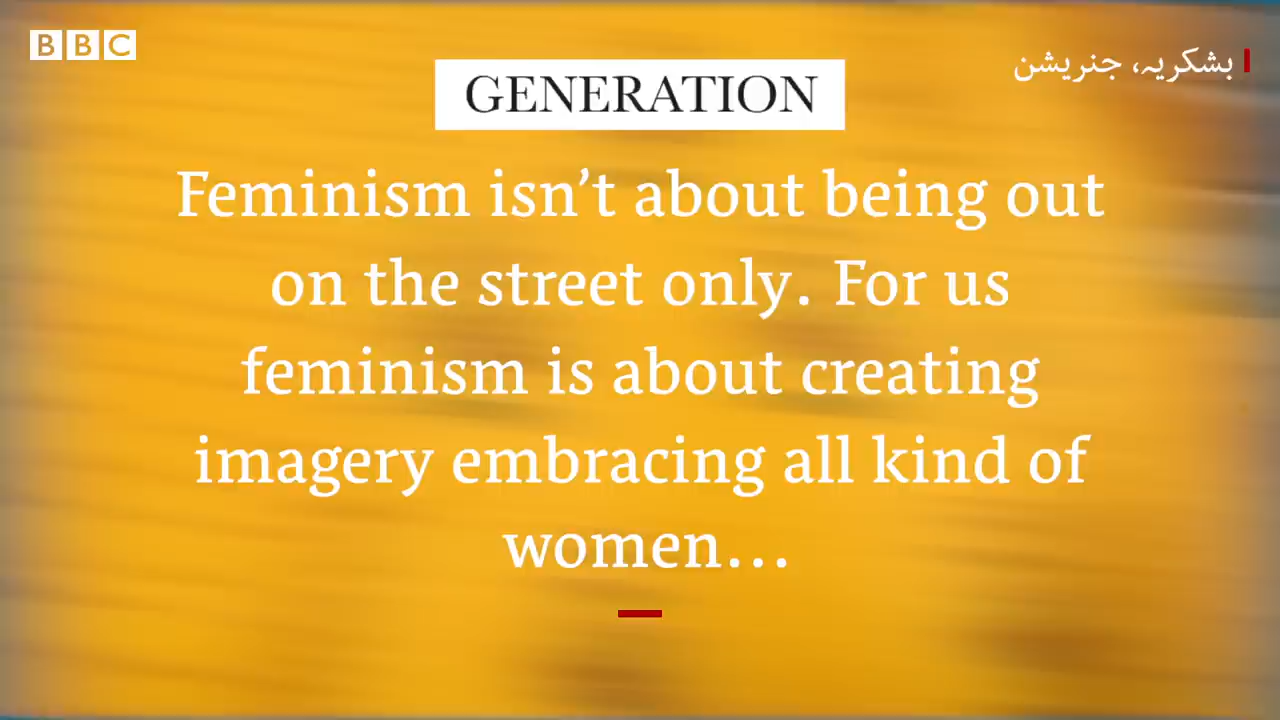 BBC
بشکریہ، جنریشن
GENERATION
Feminism isn’t about being out
on the street only. For us
feminism is about creating
imagery embracing all kind of
women...